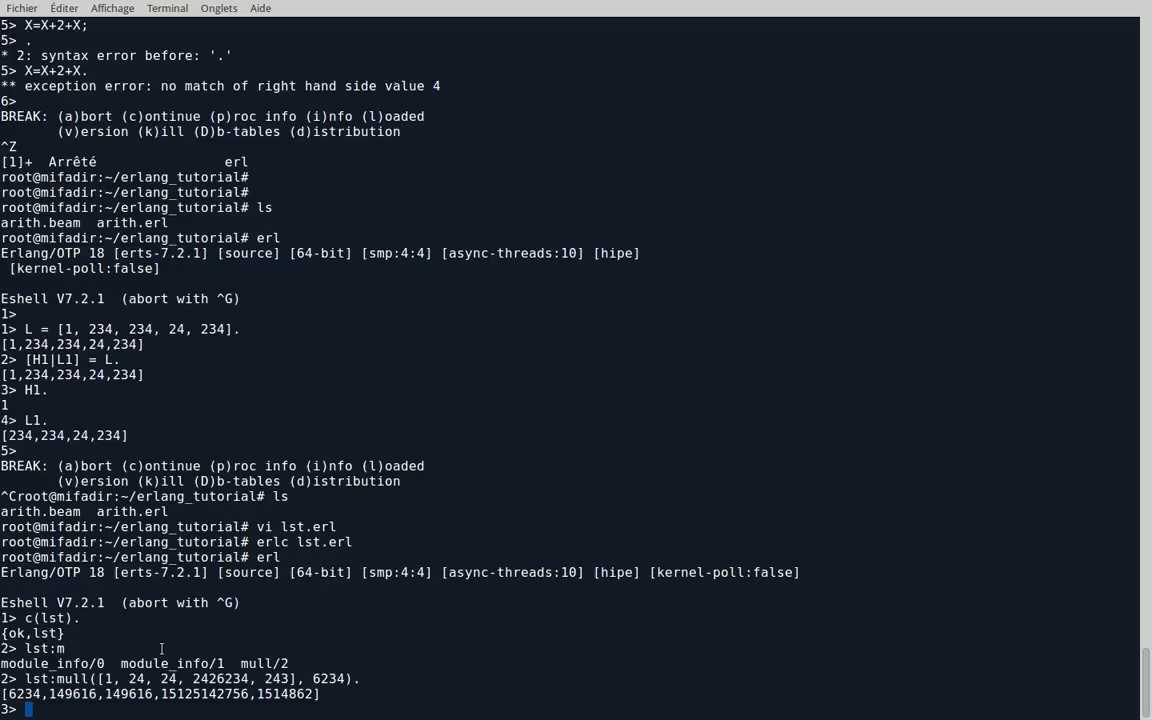 Fichier Éditer Affichage Terminal Onglets Aide
5> X=X+2+X;
5> .
* 2: syntax error before: '.'
5> X=X+2+X.
** exception error: no match of right hand side value 4
6>
BREAK: (a)bort (c)ontinue (p)roc info (i)nfo (l)oaded
       (v)ersion (k)ill (D)b-tables (d)istribution
^Z
[1]+  Arrêté                 erl
root@mifadir:~/erlang_tutorial#
root@mifadir:~/erlang_tutorial#
root@mifadir:~/erlang_tutorial# ls
arith.beam  arith.erl
root@mifadir:~/erlang_tutorial# erl
Erlang/OTP 18 [erts-7.2.1] [source] [64-bit] [smp:4:4] [async-threads:10] [hipe]
 [kernel-poll:false]
Eshell V7.2.1  (abort with ^G)
1>
1> L = [1, 234, 234, 24, 234].
[1,234,234,24,234]
2> [H1|L1] = L.
[1,234,234,24,234]
3> H1.
1
4> L1.
[234,234,24,234]
5>
BREAK: (a)bort (c)ontinue (p)roc info (i)nfo (l)oaded
       (v)ersion (k)ill (D)b-tables (d)istribution
^Croot@mifadir:~/erlang_tutorial# ls
arith.beam  arith.erl
root@mifadir:~/erlang_tutorial# vi lst.erl
root@mifadir:~/erlang_tutorial# erlc lst.erl
root@mifadir:~/erlang_tutorial# erl
Erlang/OTP 18 [erts-7.2.1] [source] [64-bit] [smp:4:4] [async-threads:10] [hipe] [kernel-poll:false]
Eshell V7.2.1  (abort with ^G)
1> c(lst).
{ok,lst}
2> lst:m
module_info/0  module_info/1  mull/2
2> lst:mull([1, 24, 24, 2426234, 243], 6234).
[6234,149616,149616,15125142756,1514862]
3>